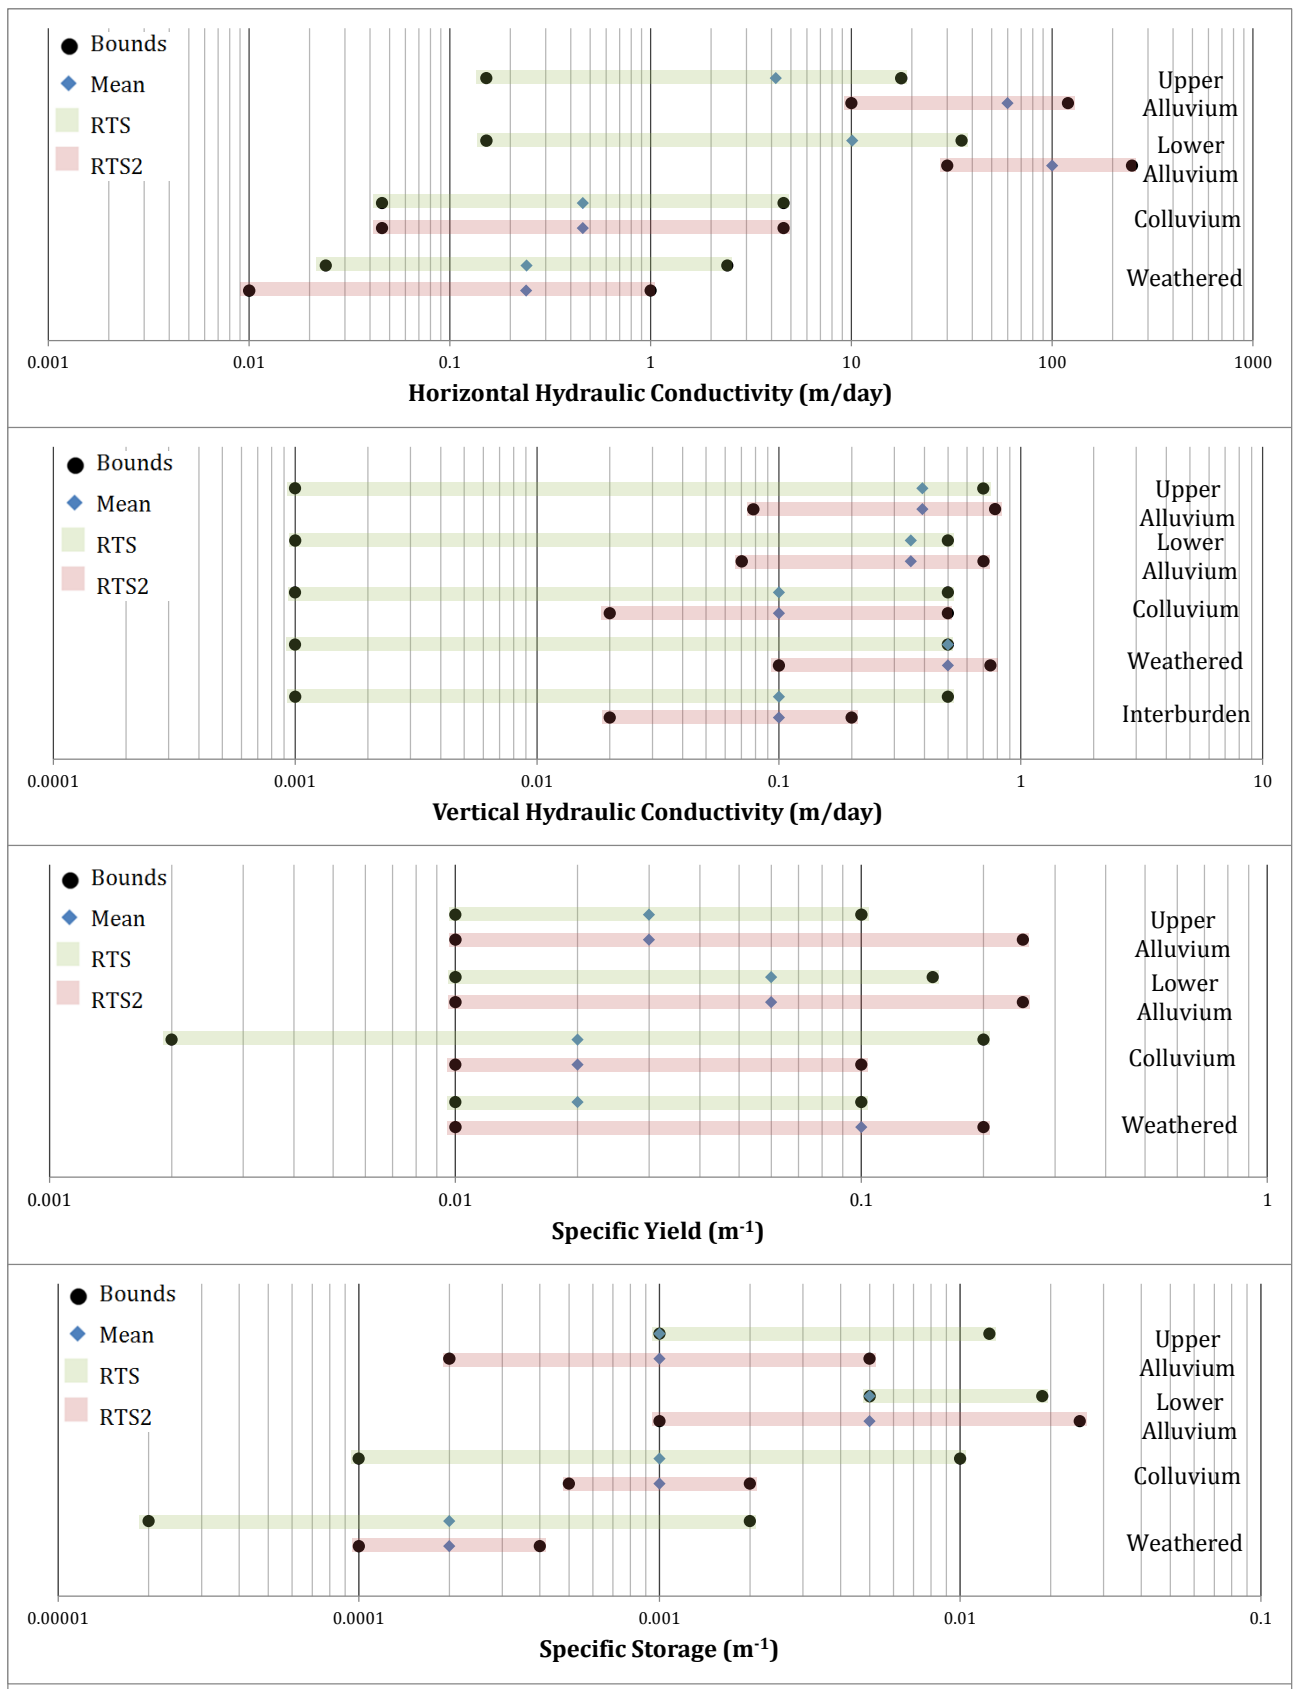 Bounds
Mean
RTS
RTS2
Upper
Alluvium
Lower
Alluvium
Colluvium
Weathered
0.001 0.01 0.1 1 10 100 1000
Horizontal Hydraulic Conductivity (m/day)
Bounds
Mean
RTS
RTS2
Upper
Alluvium
Lower
Alluvium
Colluvium
Weathered
Interburden
0.0001 0.001 0.01 0.1 1 10
Vertical Hydraulic Conductivity (m/day)
Bounds
Mean
RTS
RTS2
Upper
Alluvium
Lower
Alluvium
Colluvium
Weathered
0.001 0.01 0.1 1
Specific Yield (m⁻¹)
Bounds
Mean
RTS
RTS2
Upper
Alluvium
Lower
Alluvium
Colluvium
Weathered
0.00001 0.0001 0.001 0.01 0.1
Specific Storage (m⁻¹)